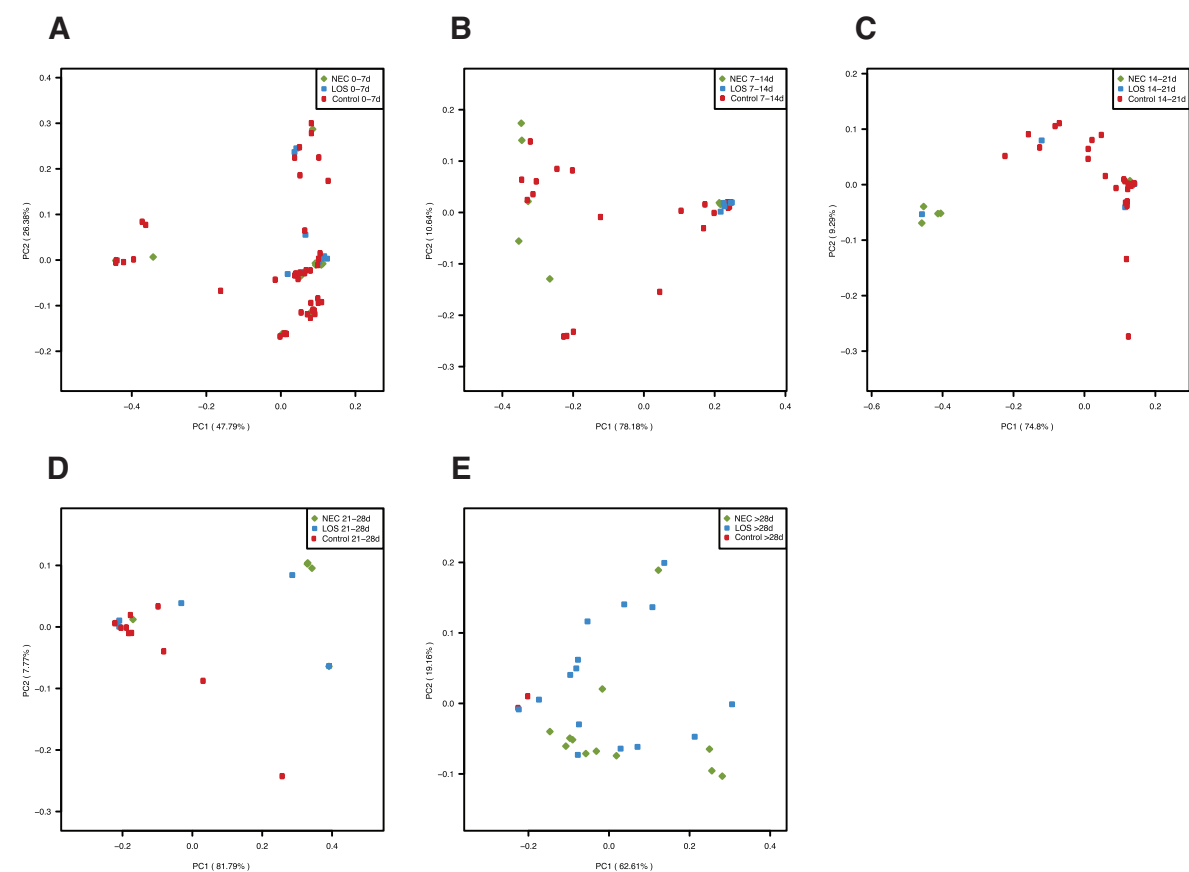 A
B
C
NEC 0−7d
LOS 0−7d
Control 0−7d
NEC 7−14d
LOS 7−14d
Control 7−14d
NEC 14−21d
LOS 14−21d
Control 14−21d
0.4
0.3
0.2
0.1
0.0
−0.1
−0.2
PC2 ( 26.38% )
−0.4
−0.2
0.0
0.2
PC1 ( 47.79% )
0.2
0.1
0.0
−0.1
−0.2
−0.3
PC2 ( 10.64% )
−0.4
−0.2
0.0
0.2
0.4
PC1 ( 78.18% )
0.2
0.1
0.0
−0.1
−0.2
−0.3
PC2 ( 9.29% )
−0.6
−0.4
−0.2
0.0
0.2
PC1 ( 74.8% )
D
E
NEC 21−28d
LOS 21−28d
Control 21−28d
NEC >28d
LOS >28d
Control >28d
0.1
0.0
−0.1
−0.2
−0.3
PC2 ( 7.77% )
−0.2
0.0
0.2
0.4
PC1 ( 81.79% )
0.2
0.1
0.0
−0.1
PC2 ( 19.16% )
−0.2
0.0
0.2
0.4
PC1 ( 62.61% )